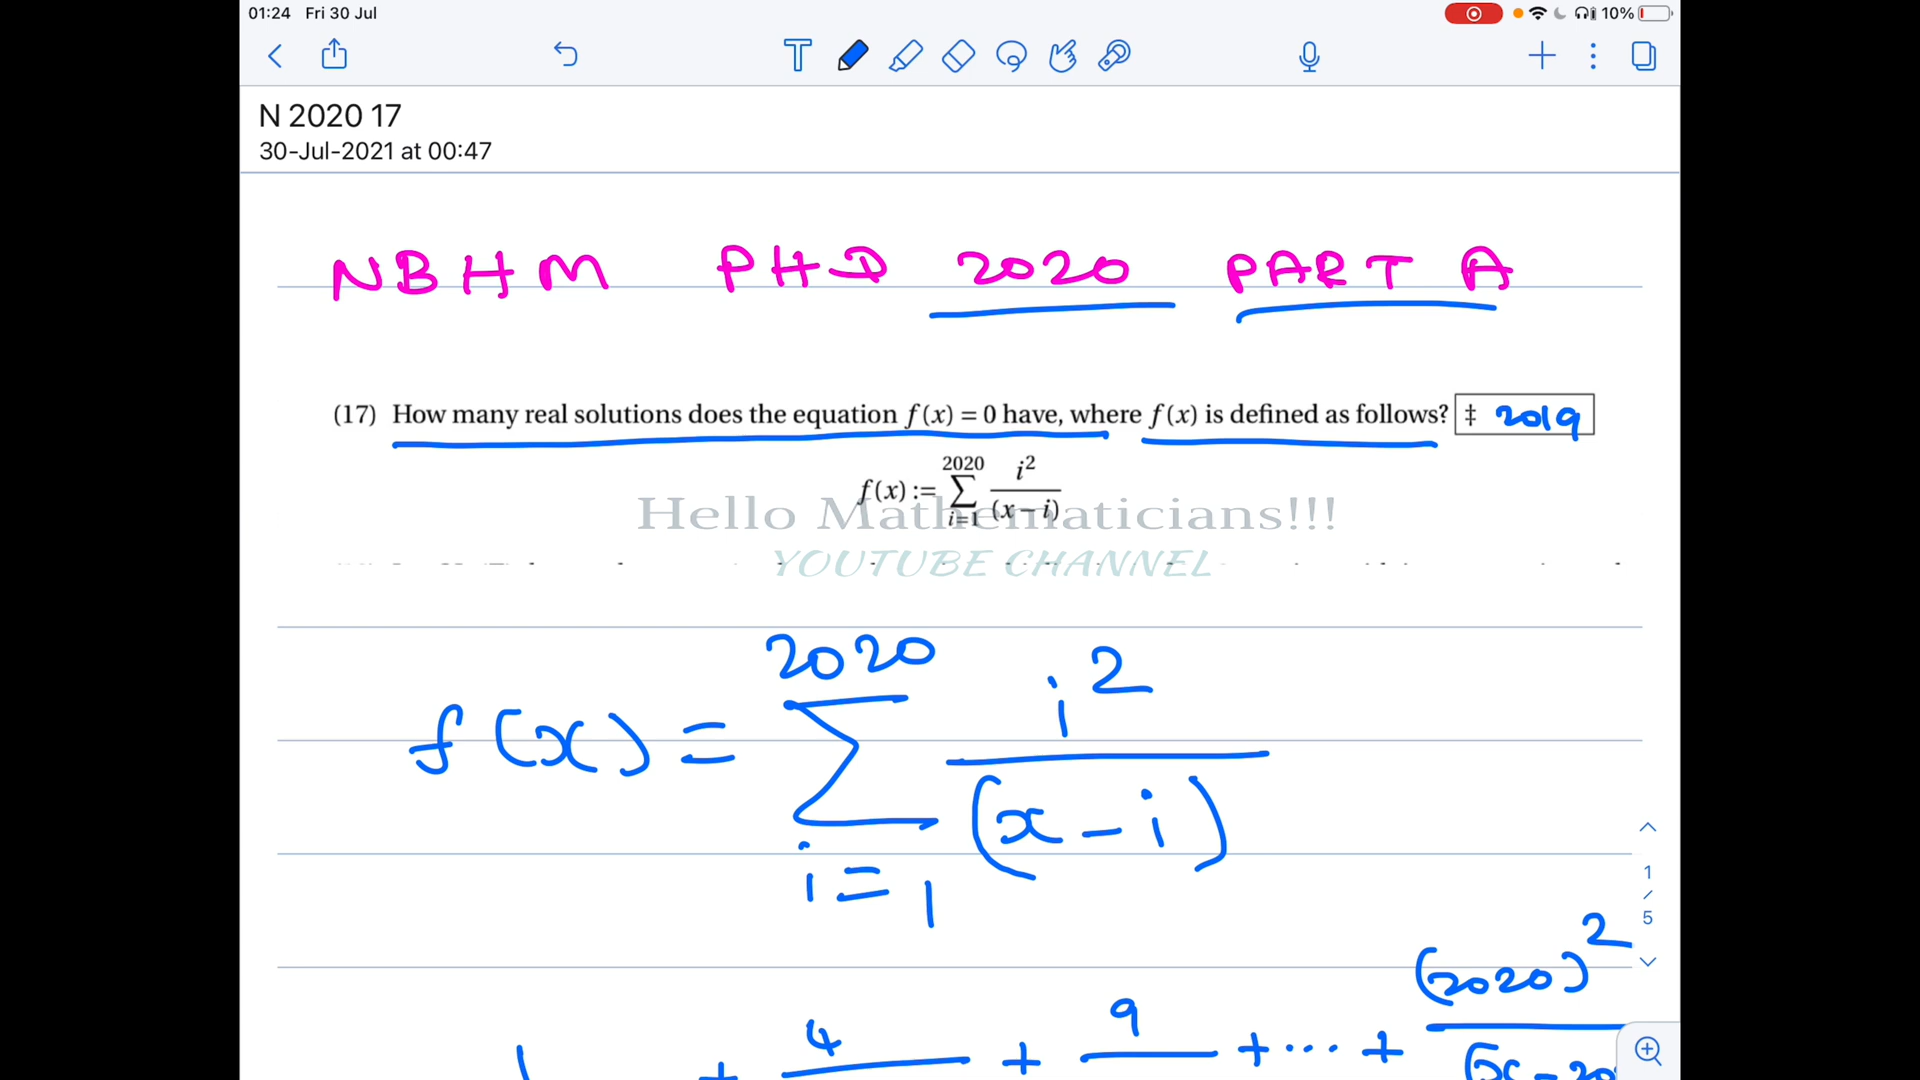 01:24 Fri 30 Jul 10%
N 2020 17
30-Jul-2021 at 00:47
NBHM PHD 2020 PART A
(17) How many real solutions does the equation f(x) = 0 have, where f(x) is defined as follows? ‡ 2019
2020
f(x) := ∑ i²/(x − i)
i=1
Hello Mathematicians!!!
YOUTUBE CHANNEL
2020
f(x) = ∑ i²/(x − i)
i = 1
1
/
5
+ 4 + 9 + ... + (2020)²